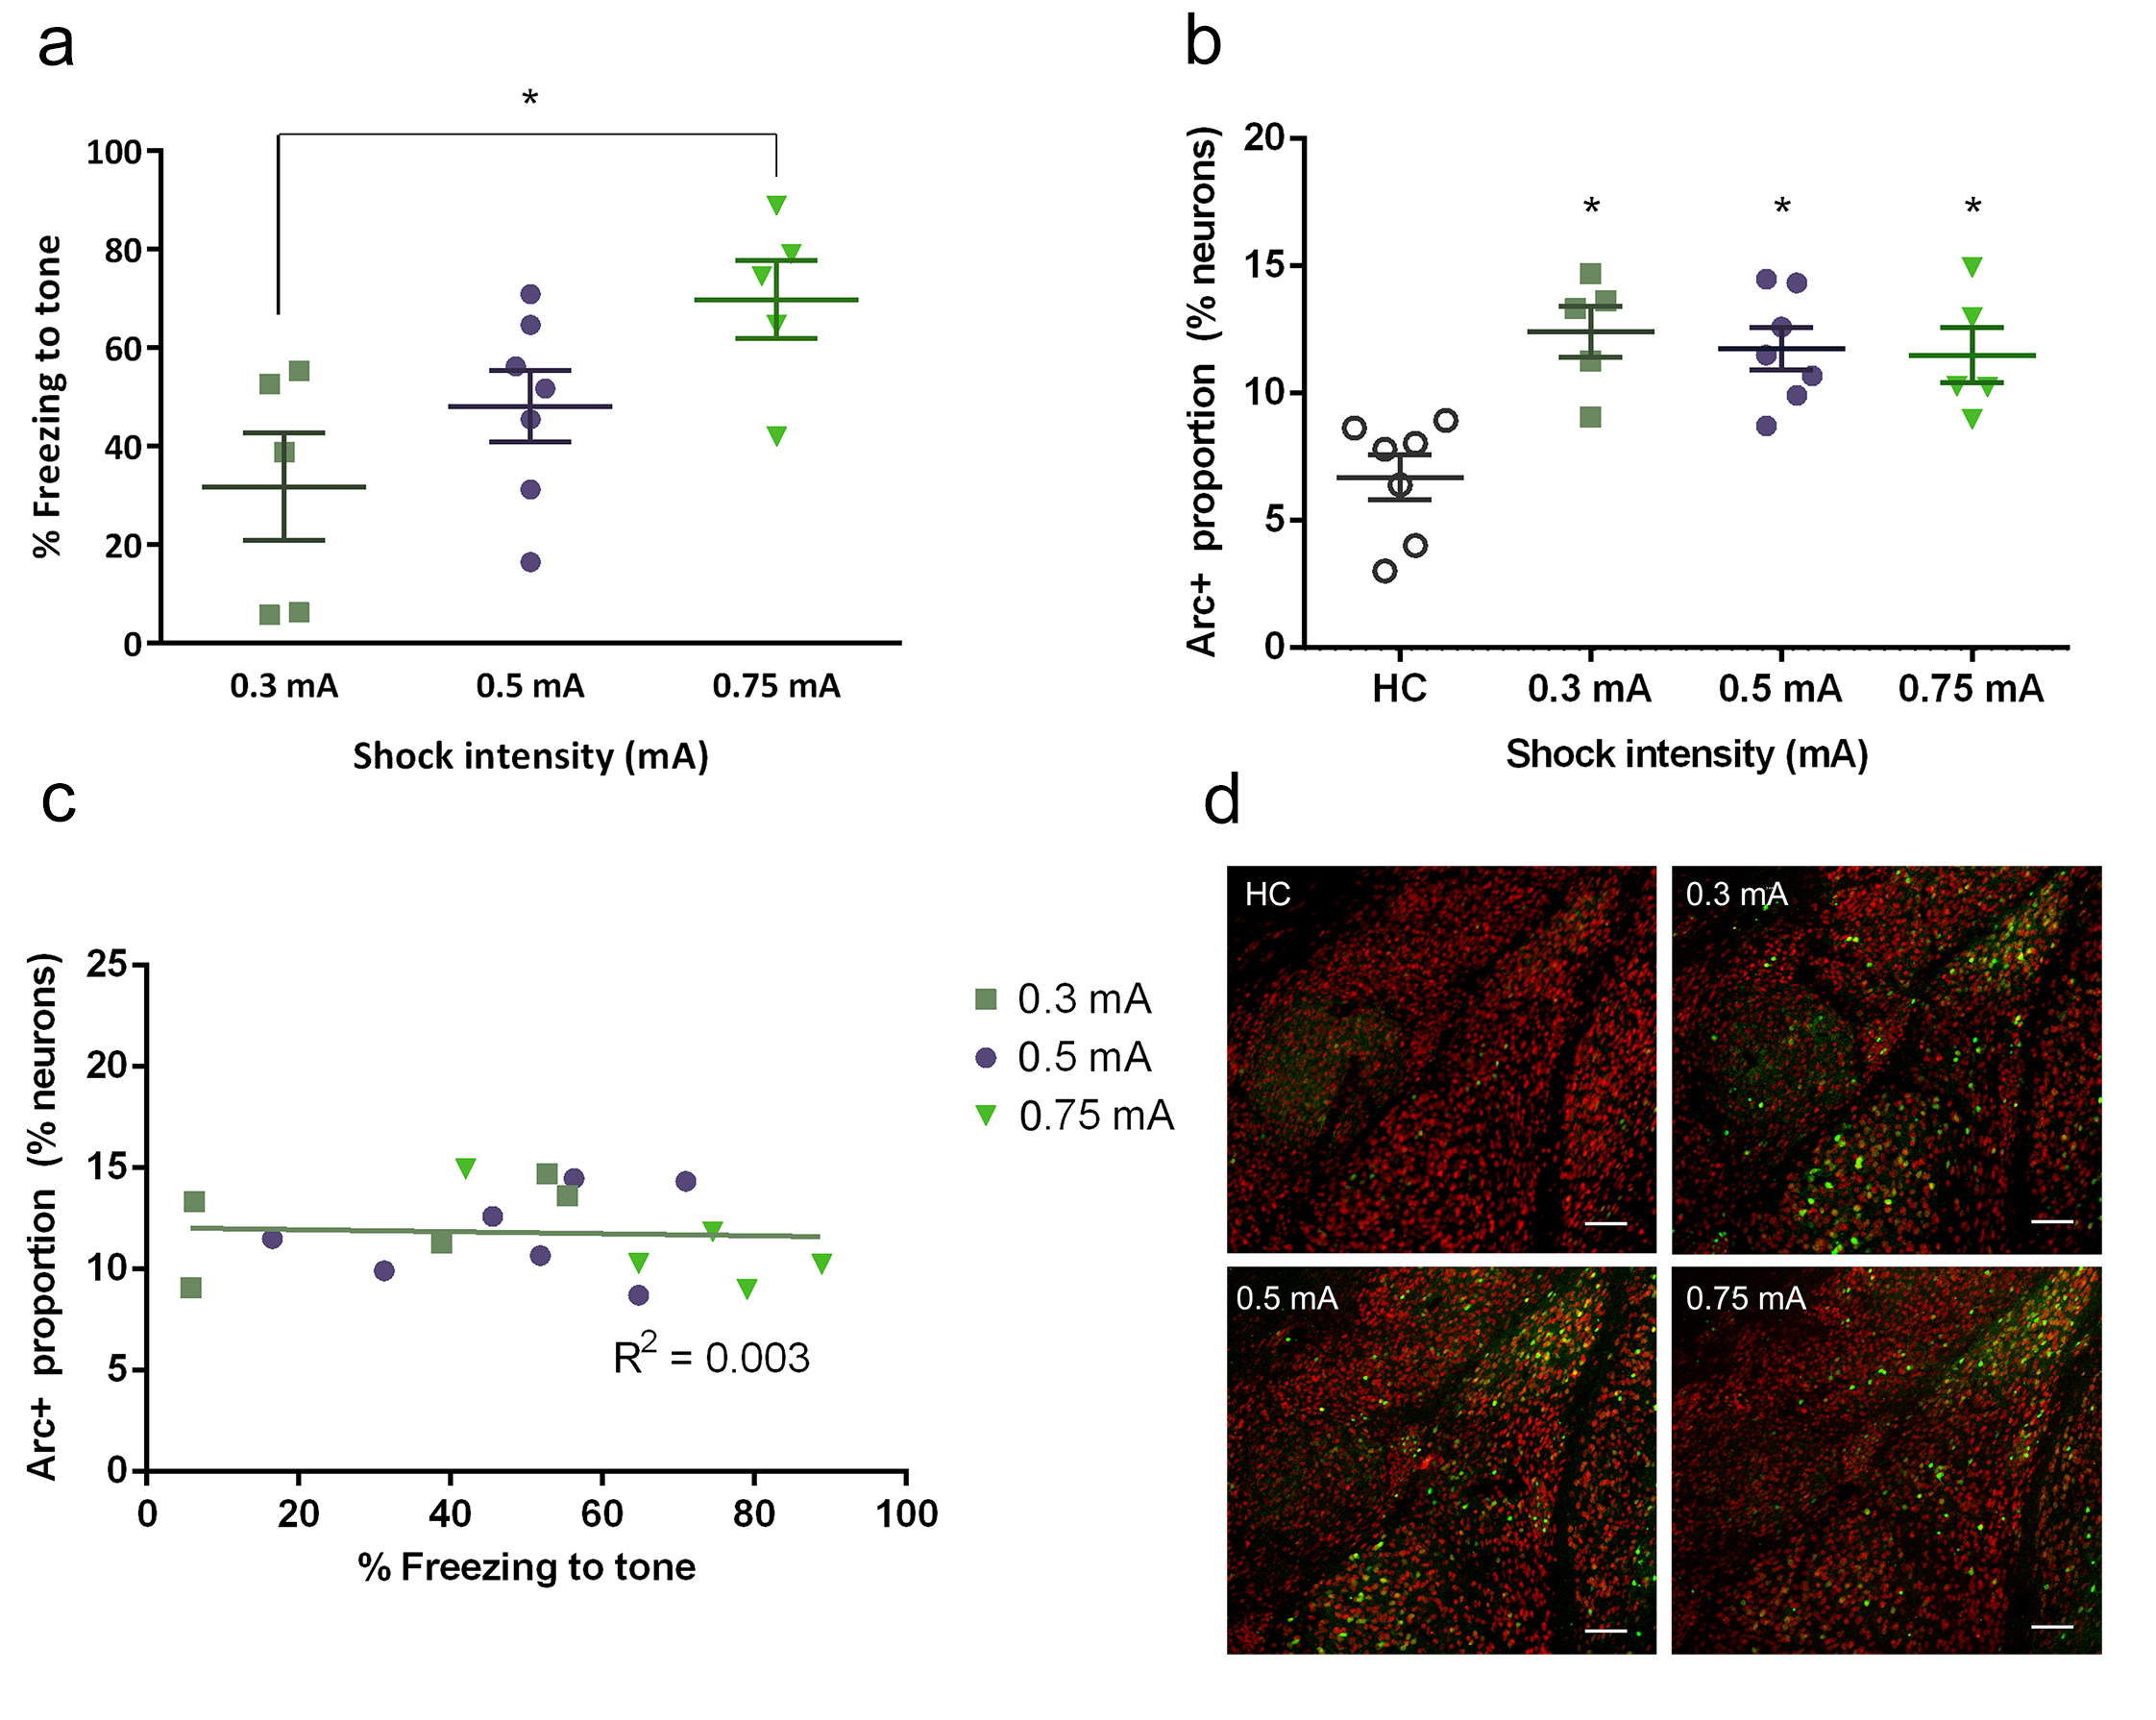 a
*
% Freezing to tone
100
80
60
40
20
0
0.3 mA 0.5 mA 0.75 mA
Shock intensity (mA)
b
Arc+ proportion (% neurons)
20
15
10
5
0
* * *
HC 0.3 mA 0.5 mA 0.75 mA
Shock intensity (mA)
c
Arc+ proportion (% neurons)
25
20
15
10
5
0
R² = 0.003
0 20 40 60 80 100
% Freezing to tone
0.3 mA
0.5 mA
0.75 mA
d
HC
0.3 mA
0.5 mA
0.75 mA